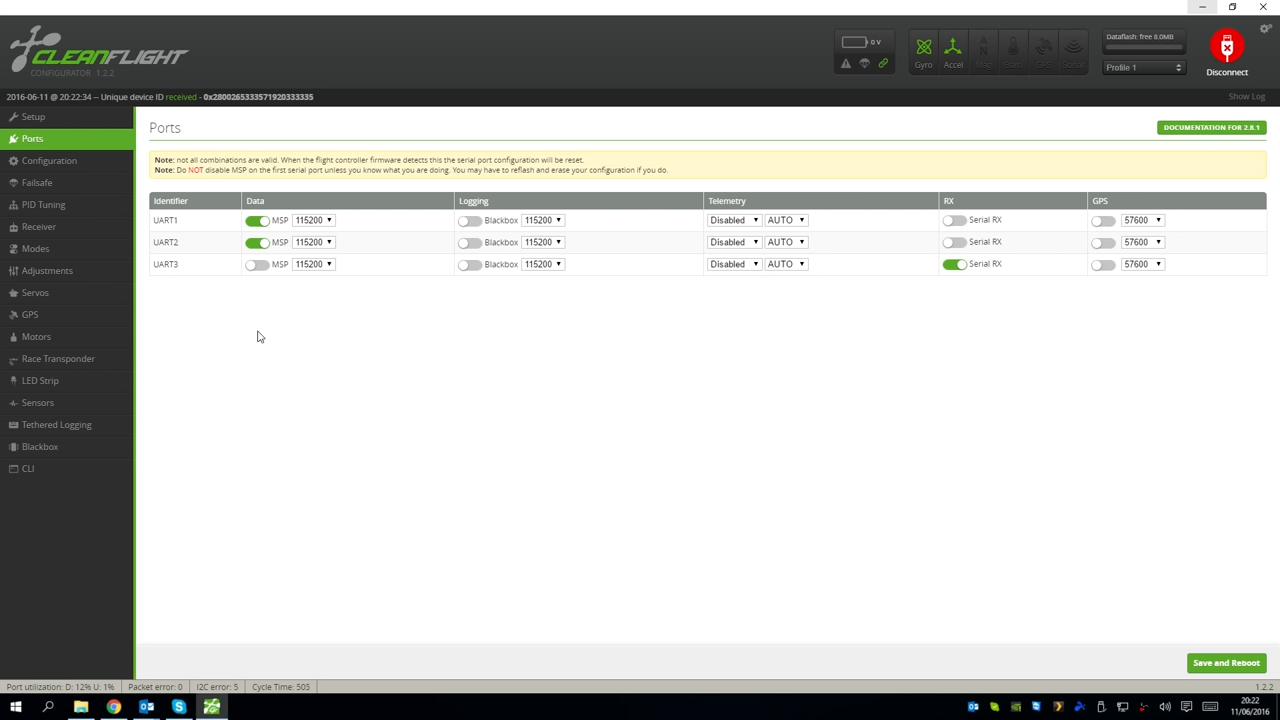 CLEANFLIGHT
CONFIGURATOR 1.2.2
0 V
Gyro
Accel
Mag
Baro
GPS
Sonar
Dataflash: free 8.0MB
Profile 1
Disconnect
2016-06-11 @ 20:22:34 -- Unique device ID received - 0x2800265333571920333335
Show Log
Setup
Ports
Configuration
Failsafe
PID Tuning
Receiver
Modes
Adjustments
Servos
GPS
Motors
Race Transponder
LED Strip
Sensors
Tethered Logging
Blackbox
CLI
Ports
DOCUMENTATION FOR 2.8.1
Note: not all combinations are valid. When the flight controller firmware detects this the serial port configuration will be reset.
Note: Do NOT disable MSP on the first serial port unless you know what you are doing. You may have to reflash and erase your configuration if you do.
Identifier Data Logging Telemetry RX GPS
UART1 MSP 115200 Blackbox 115200 Disabled AUTO Serial RX 57600
UART2 MSP 115200 Blackbox 115200 Disabled AUTO Serial RX 57600
UART3 MSP 115200 Blackbox 115200 Disabled AUTO Serial RX 57600
Save and Reboot
Port utilization: D: 12% U: 1% Packet error: 0 I2C error: 5 Cycle Time: 505 1.2.2
20:22
11/06/2016